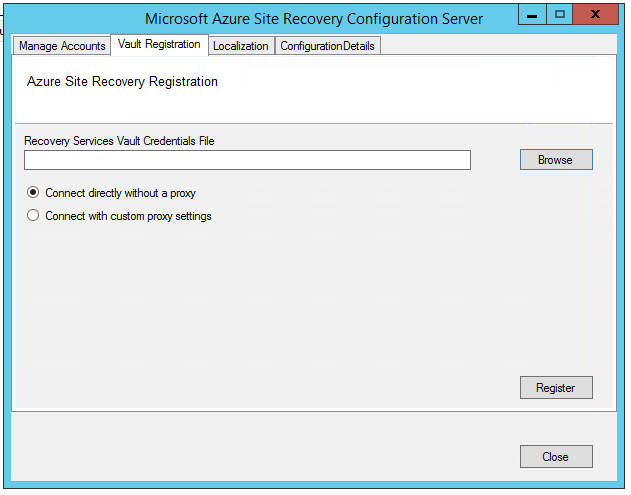 Microsoft Azure Site Recovery Configuration Server
Manage Accounts Vault Registration Localization ConfigurationDetails
Azure Site Recovery Registration
Recovery Services Vault Credentials File
Browse
Connect directly without a proxy
Connect with custom proxy settings
Register
Close